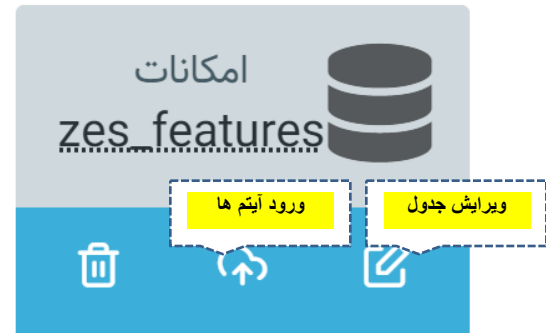 امکانات
zes_features
ویرایش جدول
ورود آیتم ها